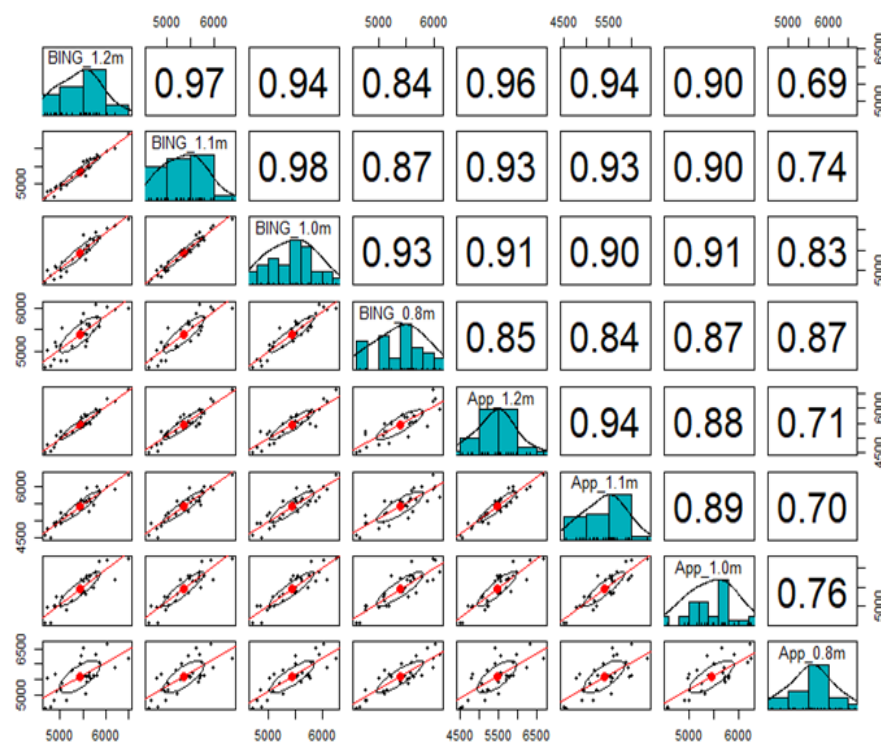 5000 6000 5000 6000 4500 5500 5000 6000
BING_1.2m 0.97 0.94 0.84 0.96 0.94 0.90 0.69 5000 6500
5000 BING_1.1m 0.98 0.87 0.93 0.93 0.90 0.74
BING_1.0m 0.93 0.91 0.90 0.91 0.83 5000
5000 6000 BING_0.8m 0.85 0.84 0.87 0.87
App_1.2m 0.94 0.88 0.71 4500 6000
4500 6000 App_1.1m 0.89 0.70
App_1.0m 0.76 5000
5000 6500 App_0.8m
5000 6000 5000 6000 5000 6000 4500 5500 6500 5000 6000